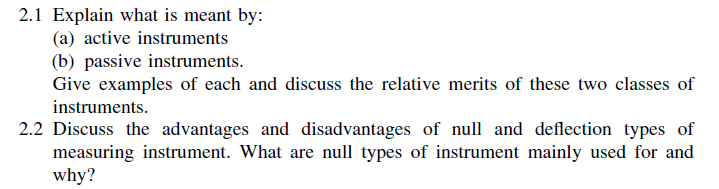 2.1 Explain what is meant by:
(a) active instruments
(b) passive instruments.
Give examples of each and discuss the relative merits of these two classes of
instruments.
2.2 Discuss the advantages and disadvantages of null and deflection types of
measuring instrument. What are null types of instrument mainly used for and
why?